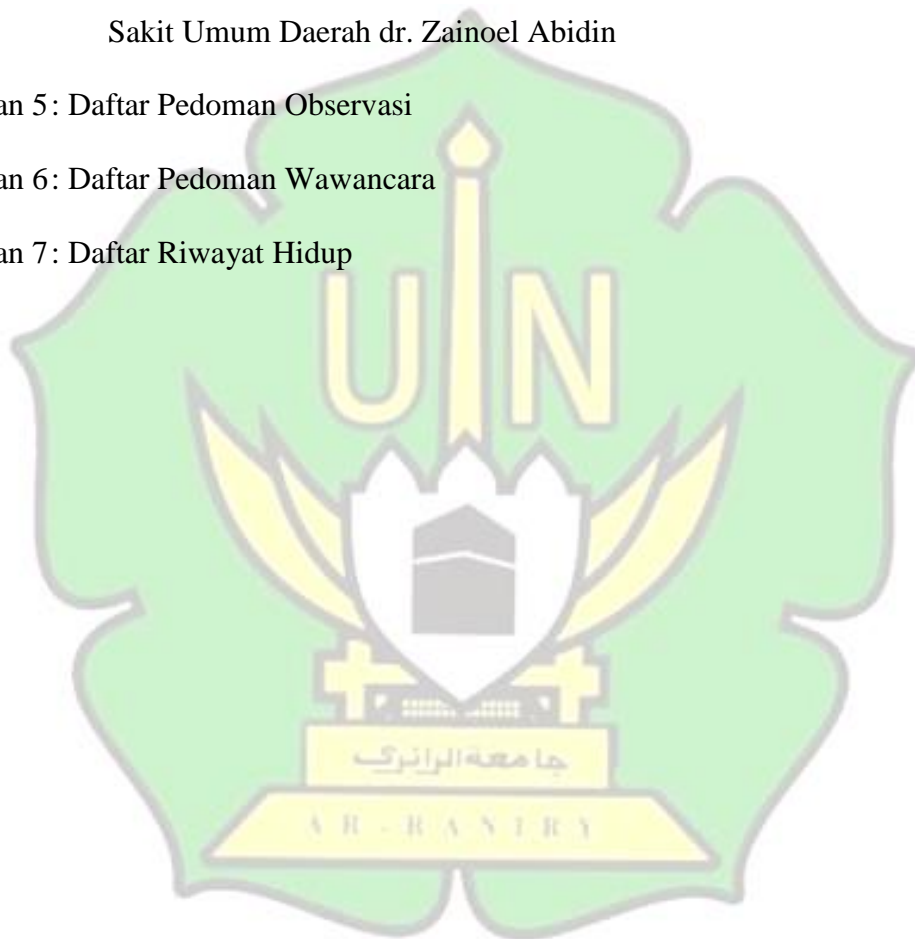 Sakit Umum Daerah dr. Zainoel Abidin
an 5: Daftar Pedoman Observasi
an 6: Daftar Pedoman Wawancara
an 7: Daftar Riwayat Hidup
UIN
جامعة الرانري
AR-RANIRY